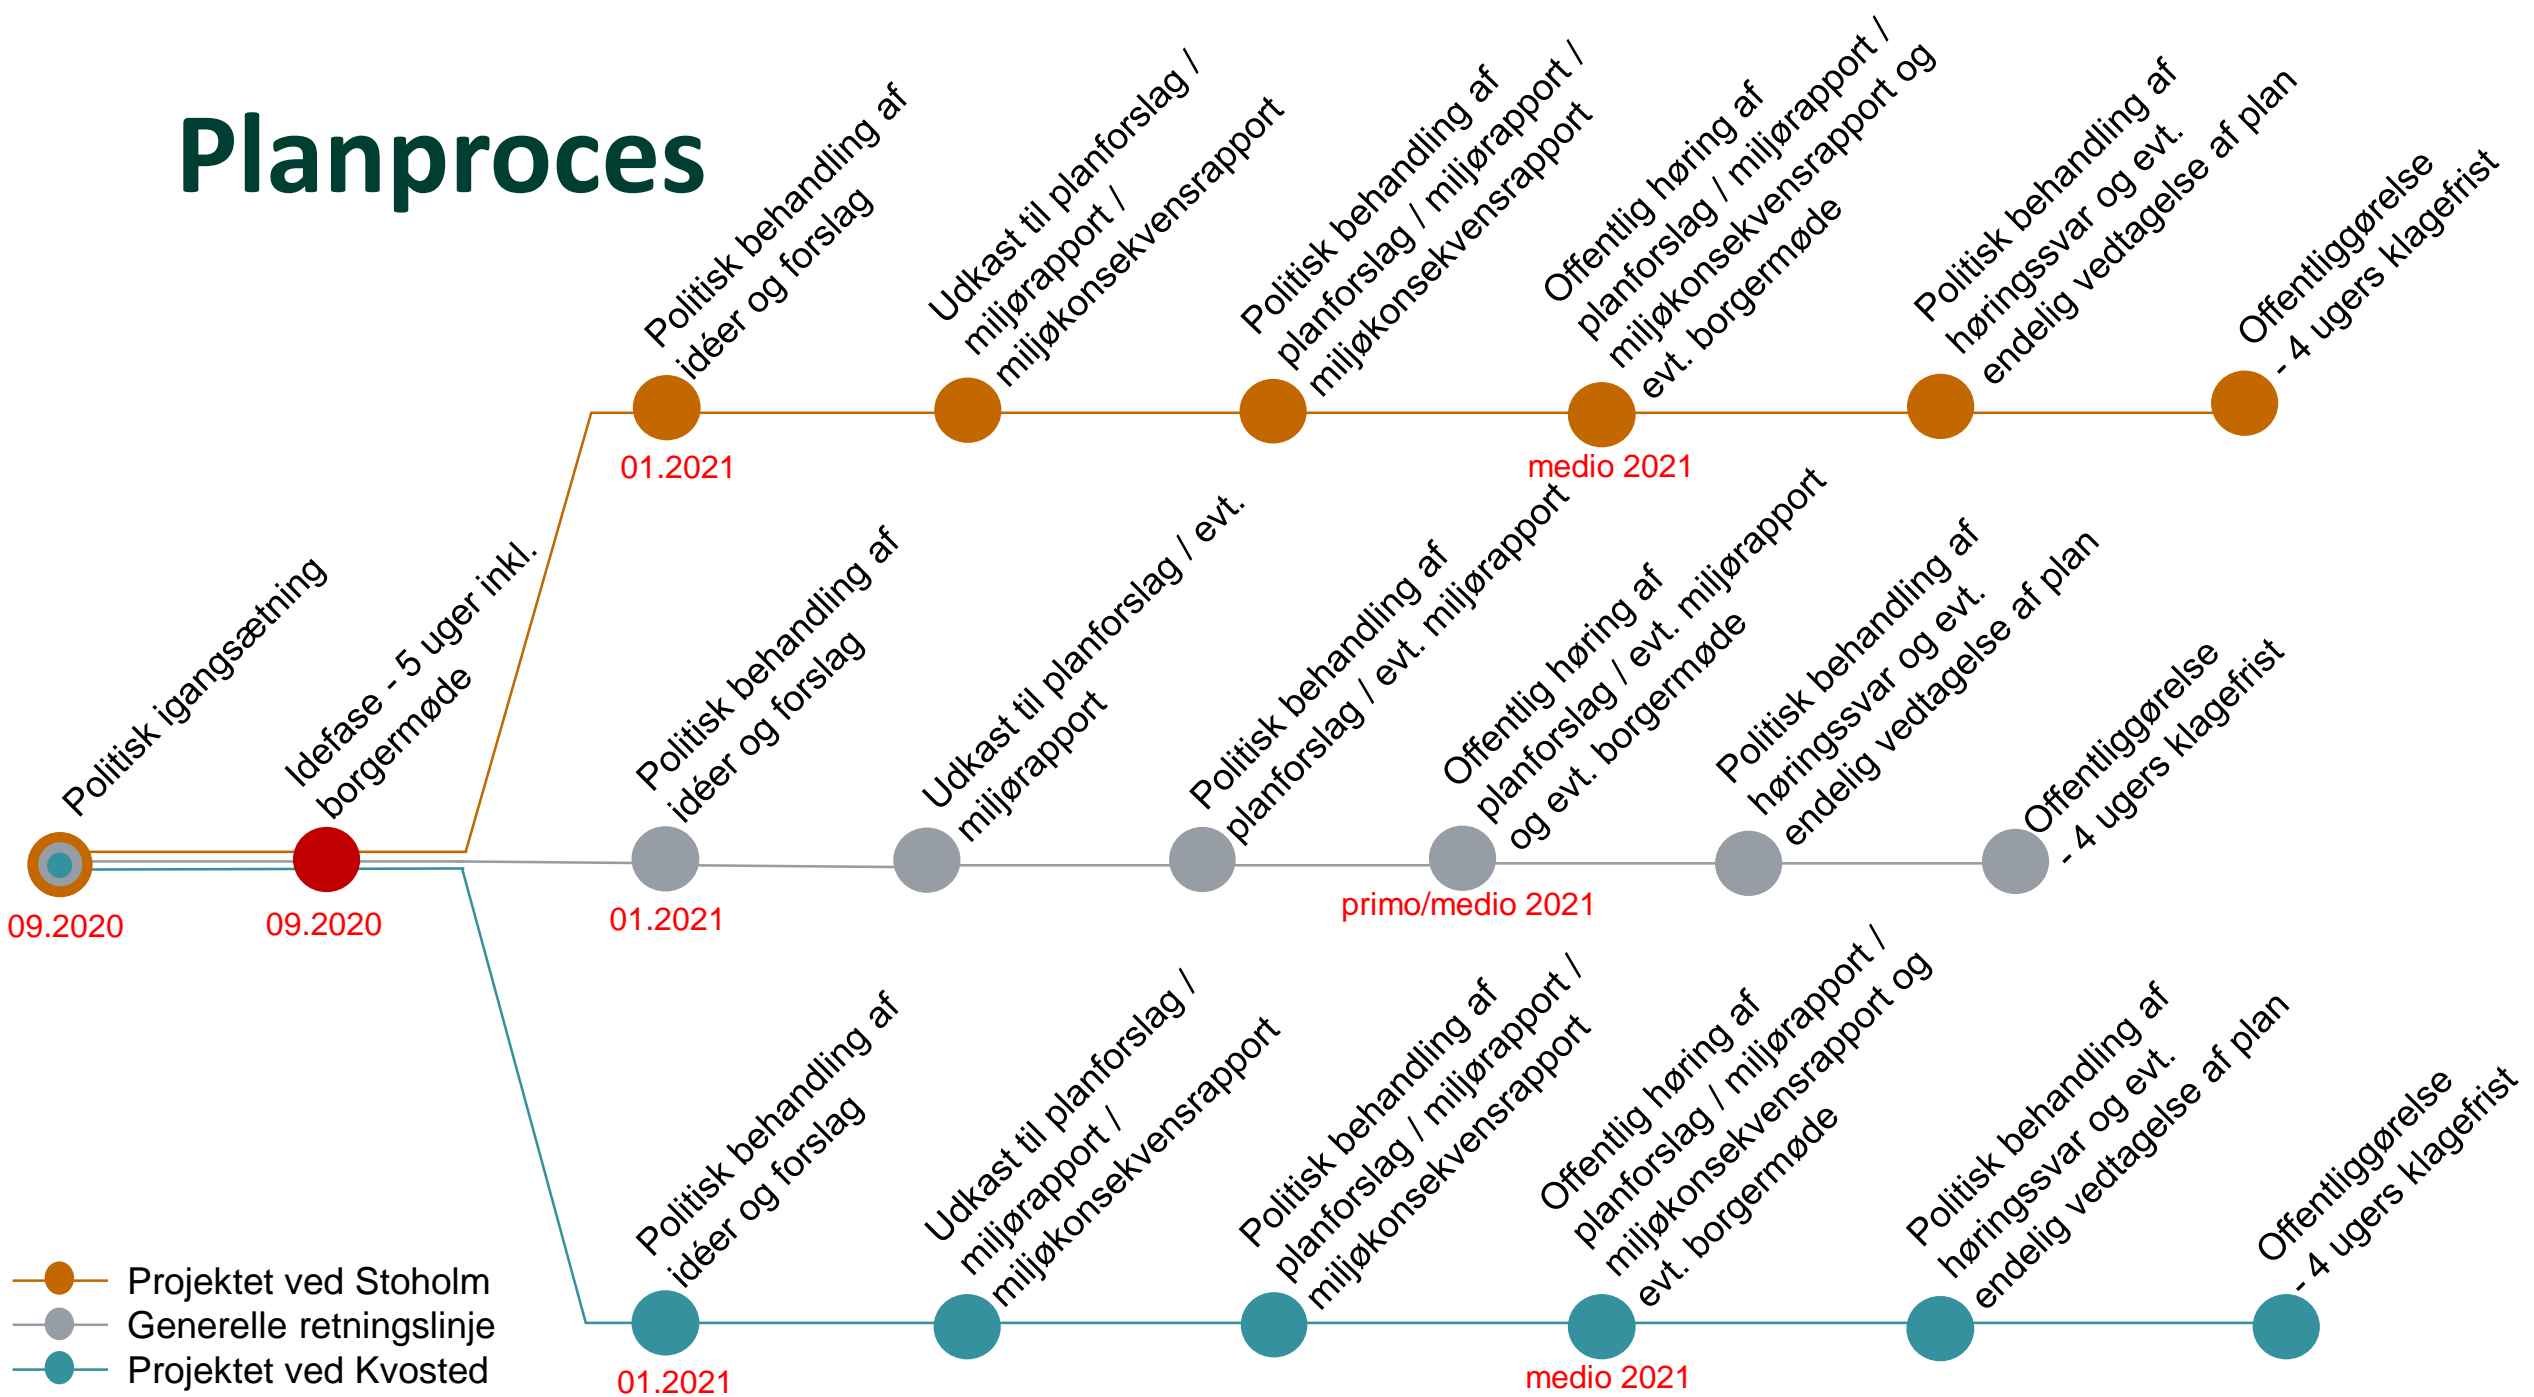 Planproces
Politisk behandling af
idéer og forslag
Udkast til planforslag /
miljørapport /
miljøkonsekvensrapport
Politisk behandling af
planforslag / miljørapport /
miljøkonsekvensrapport
Offentlig høring af
planforslag / miljørapport /
miljøkonsekvensrapport og
evt. borgermøde
Politisk behandling af
høringssvar og evt.
endelig vedtagelse af plan
Offentliggørelse
- 4 ugers klagefrist
01.2021
medio 2021
Politisk igangsætning
Idefase - 5 uger inkl.
borgermøde
Politisk behandling af
idéer og forslag
Udkast til planforslag / evt.
miljørapport
Politisk behandling af
planforslag / evt. miljørapport
Offentlig høring af
planforslag / evt. miljørapport
og evt. borgermøde
Politisk behandling af
høringssvar og evt.
endelig vedtagelse af plan
Offentliggørelse
- 4 ugers klagefrist
09.2020
09.2020
01.2021
primo/medio 2021
Politisk behandling af
idéer og forslag
Udkast til planforslag /
miljørapport /
miljøkonsekvensrapport
Politisk behandling af
planforslag / miljørapport /
miljøkonsekvensrapport
Offentlig høring af
planforslag / miljørapport /
miljøkonsekvensrapport og
evt. borgermøde
Politisk behandling af
høringssvar og evt.
endelig vedtagelse af plan
Offentliggørelse
- 4 ugers klagefrist
01.2021
medio 2021
Projektet ved Stoholm
Generelle retningslinje
Projektet ved Kvosted